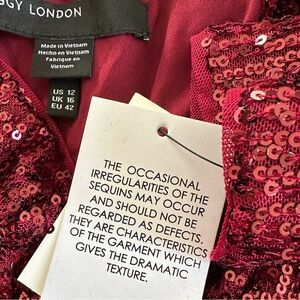 GGY LONDON
Made in Vietnam
Hecho en Vietnam
Fabriqué en
Vietnam
US 12
UK 16
EU 42
THE OCCASIONAL
IRREGULARITIES OF THE
SEQUINS MAY OCCUR
AND SHOULD NOT BE
REGARDED AS DEFECTS.
THEY ARE CHARACTERISTICS
OF THE GARMENT WHICH
GIVES THE DRAMATIC
TEXTURE.